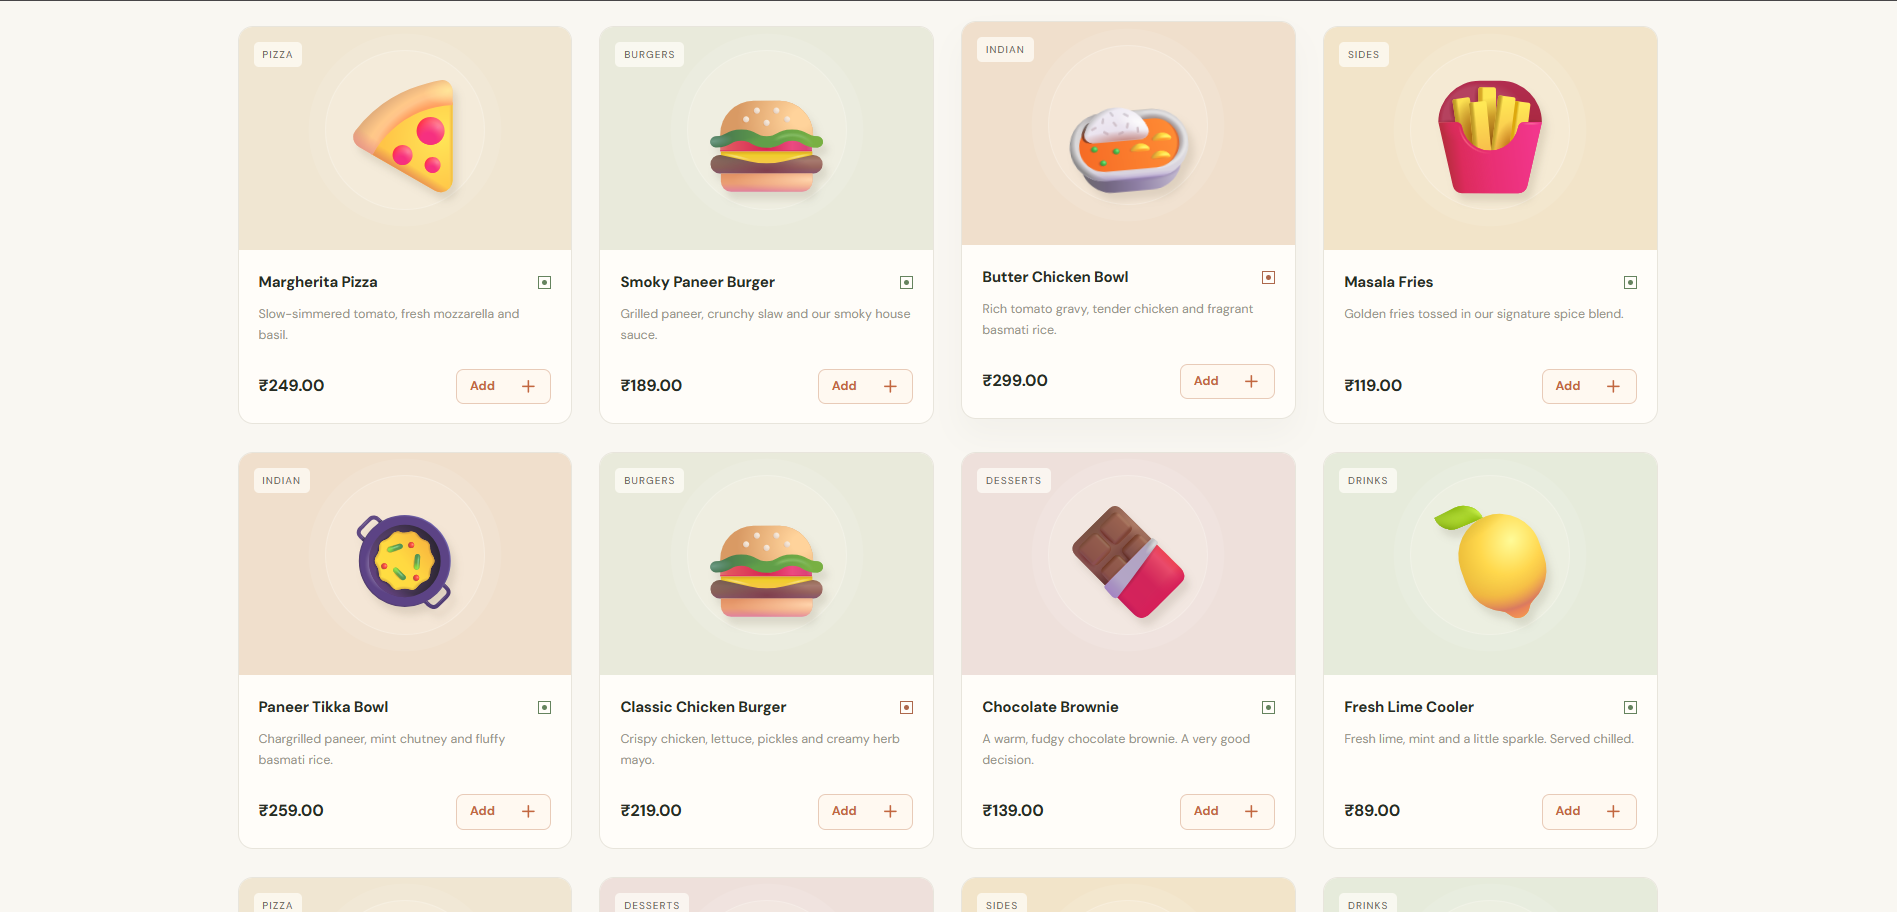 PIZZA
BURGERS
INDIAN
SIDES
Margherita Pizza
Slow-simmered tomato, fresh mozzarella and
basil.
₹249.00
Add
Smoky Paneer Burger
Grilled paneer, crunchy slaw and our smoky house
sauce.
₹189.00
Add
Butter Chicken Bowl
Rich tomato gravy, tender chicken and fragrant
basmati rice.
₹299.00
Add
Masala Fries
Golden fries tossed in our signature spice blend.
₹119.00
Add
INDIAN
BURGERS
DESSERTS
DRINKS
Paneer Tikka Bowl
Chargrilled paneer, mint chutney and fluffy
basmati rice.
₹259.00
Add
Classic Chicken Burger
Crispy chicken, lettuce, pickles and creamy herb
mayo.
₹219.00
Add
Chocolate Brownie
A warm, fudgy chocolate brownie. A very good
decision.
₹139.00
Add
Fresh Lime Cooler
Fresh lime, mint and a little sparkle. Served chilled.
₹89.00
Add
PIZZA
DESSERTS
SIDES
DRINKS